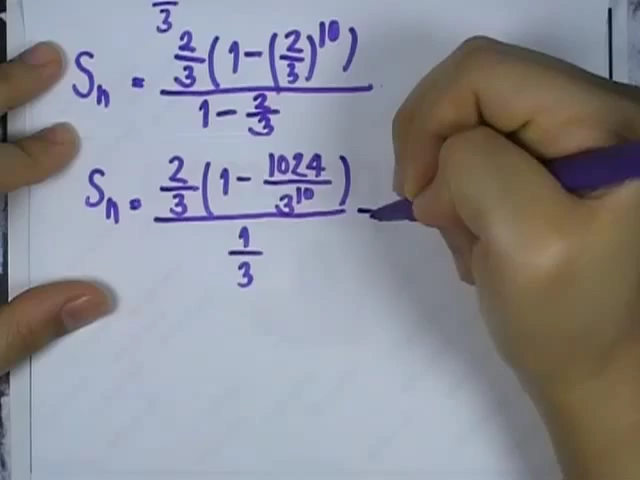 3
Sn = 2/3 (1 - (2/3)^10) / 1 - 2/3
Sn = 2/3 (1 - 1024/3^10) / 1/3 -